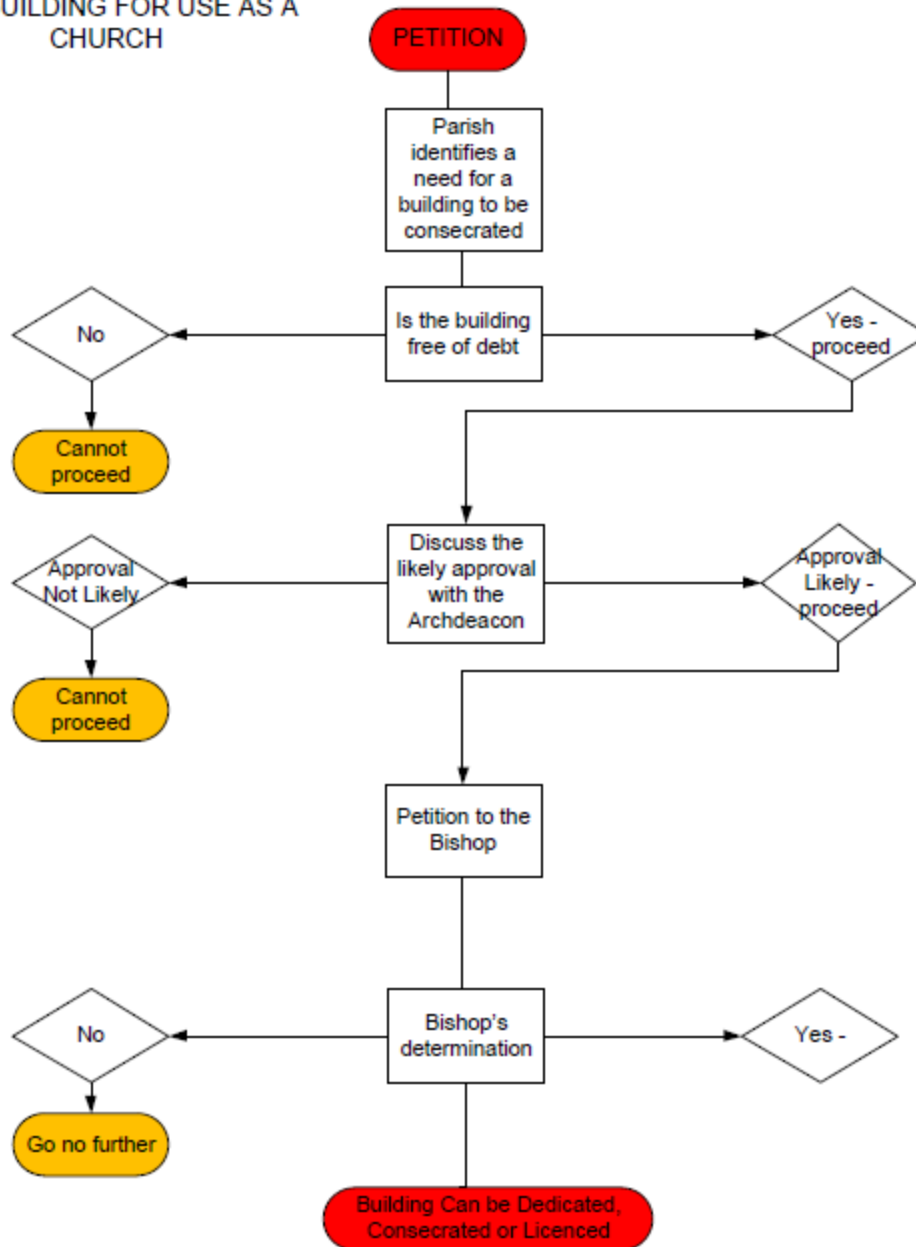 UILDING FOR USE AS A
CHURCH
PETITION
Parish
identifies a
need for a
building to be
consecrated
Is the building
free of debt
No
Yes -
proceed
Cannot
proceed
Discuss the
likely approval
with the
Archdeacon
Approval
Not Likely
Approval
Likely -
proceed
Cannot
proceed
Petition to the
Bishop
Bishop's
determination
No
Yes -
Go no further
Building Can be Dedicated,
Consecrated or Licenced